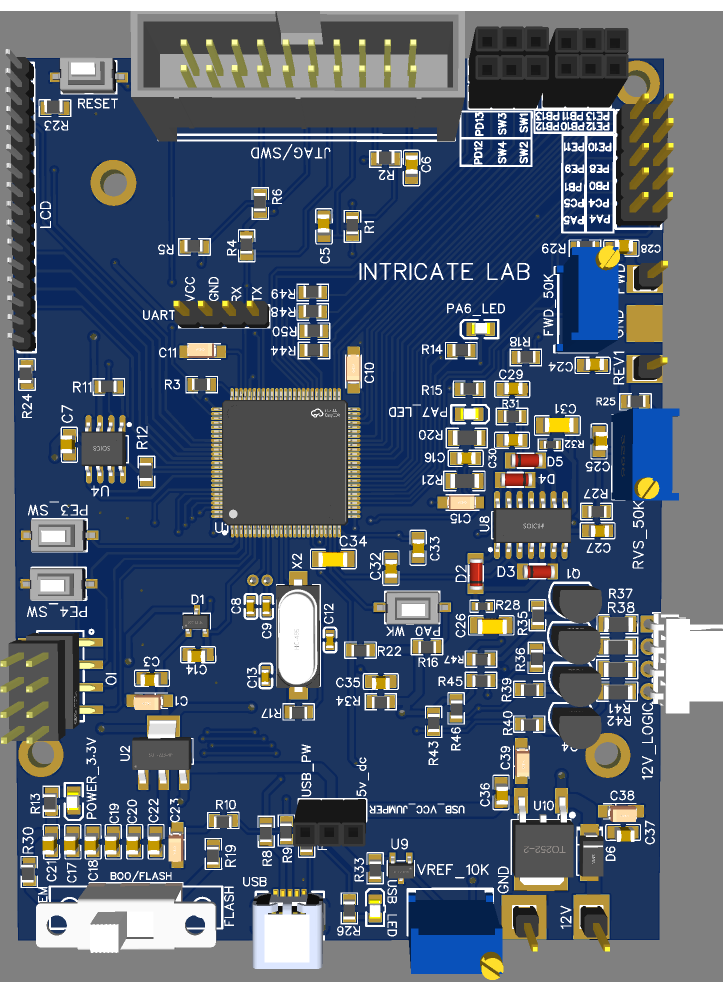 RESET
R23
LCD
JTAG/SWD
R2
C6
PD13
SW3
SW1
PD12
SW4
SW2
PE13 PB11 PB13
PE12 PB10 PB12
PE11
PE10
PE9
PE8
PB1
PB0
PC5
PC4
PA5
PA4
R6
R5
R4
C5
R1
R29
C28
INTRICATE LAB
VCC
GND
RX
TX
UART
R49
R48
R50
R44
PA6_LED
FWD_50K
FWD
GND
REV1
C11
R3
C10
R14
R18
C24
R24
R11
R15
C29
R25
PA7_LED
R31
C31
C7
R12
R20
R32
C25
C16
C30
D5
U4
R21
D4
R27
C15
U8
C27
RVS_50K
PE3_SW
U1
X2
C34
C33
C32
D2
D3
Q1
PE4_SW
C8
C9
C12
PA0
WK
R28
C26
R35
R37
R38
D1
C14
C13
R22
R16
R47
R45
R36
R39
C3
C1
C35
R34
R17
R43
R46
R40
R41
R42
12V_LOGIC
U2
USB_PW
5v_dc
C39
POWER_3.3V
R13
R10
USB_VCC_JUMPER
C36
U10
C38
C37
D6
TO252-2
R30
C21
C17
C18
C19
C20
C22
C23
R19
R8
R9
R33
U9
VREF_10K
GND
12V
BOO/FLASH
FLASH
USB
R26
USB_LED